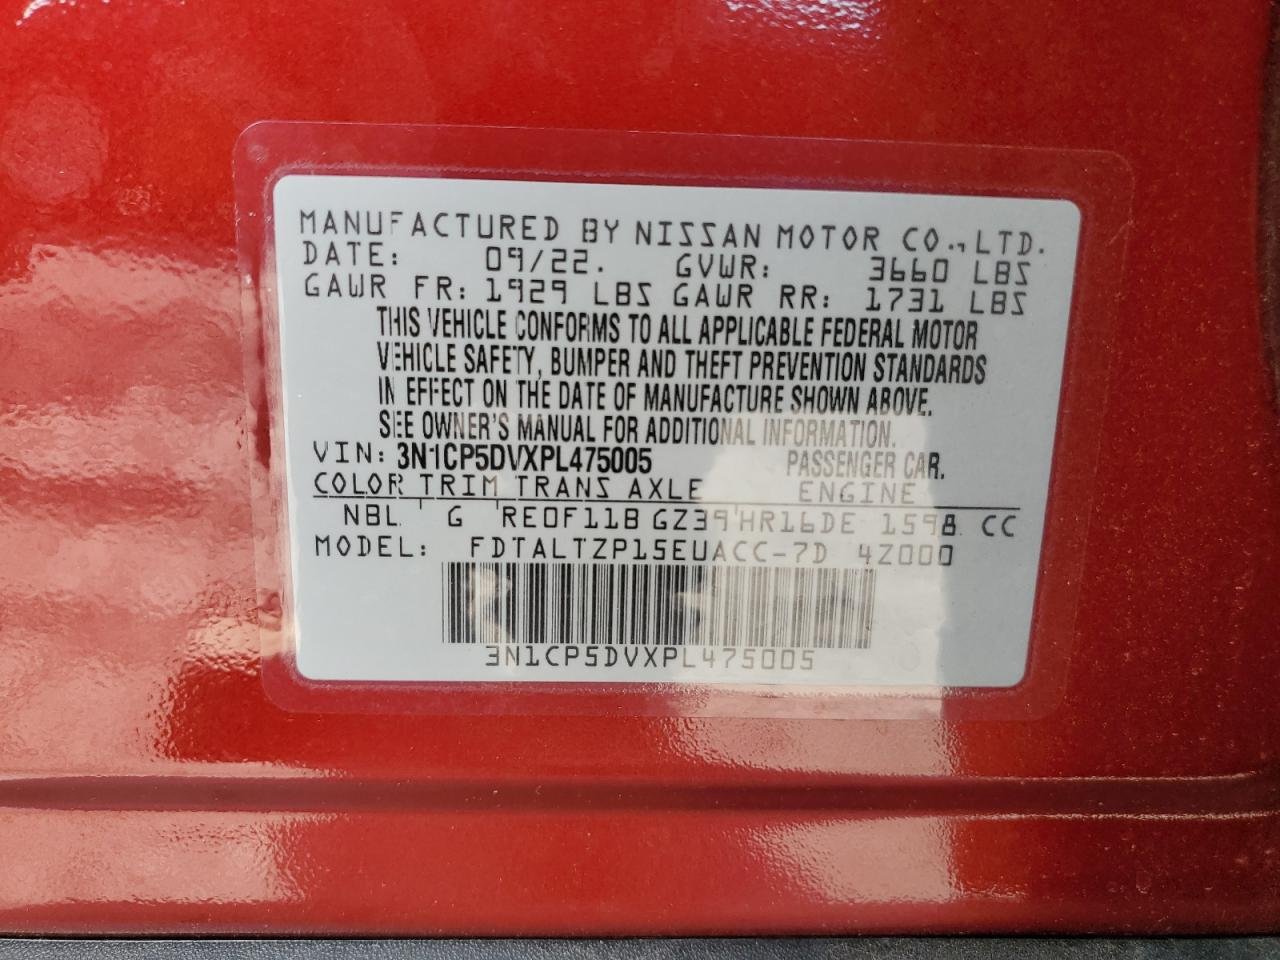 MANUFACTURED BY NISSAN MOTOR CO., LTD.
DATE: 09/22. GVWR: 3660 LBS
GAWR FR: 1929 LBS GAWR RR: 1731 LBS
THIS VEHICLE CONFORMS TO ALL APPLICABLE FEDERAL MOTOR
VEHICLE SAFETY, BUMPER AND THEFT PREVENTION STANDARDS
IN EFFECT ON THE DATE OF MANUFACTURE SHOWN ABOVE.
SEE OWNER'S MANUAL FOR ADDITIONAL INFORMATION.
VIN: 3N1CP5DVXPL475005 PASSENGER CAR.
COLOR TRIM TRANS AXLE ENGINE
NBL G RE0F11B GZ39 HR16DE 1598 CC
MODEL: FDTALTZP15EUACC-7D 4Z000
3N1CP5DVXPL475005